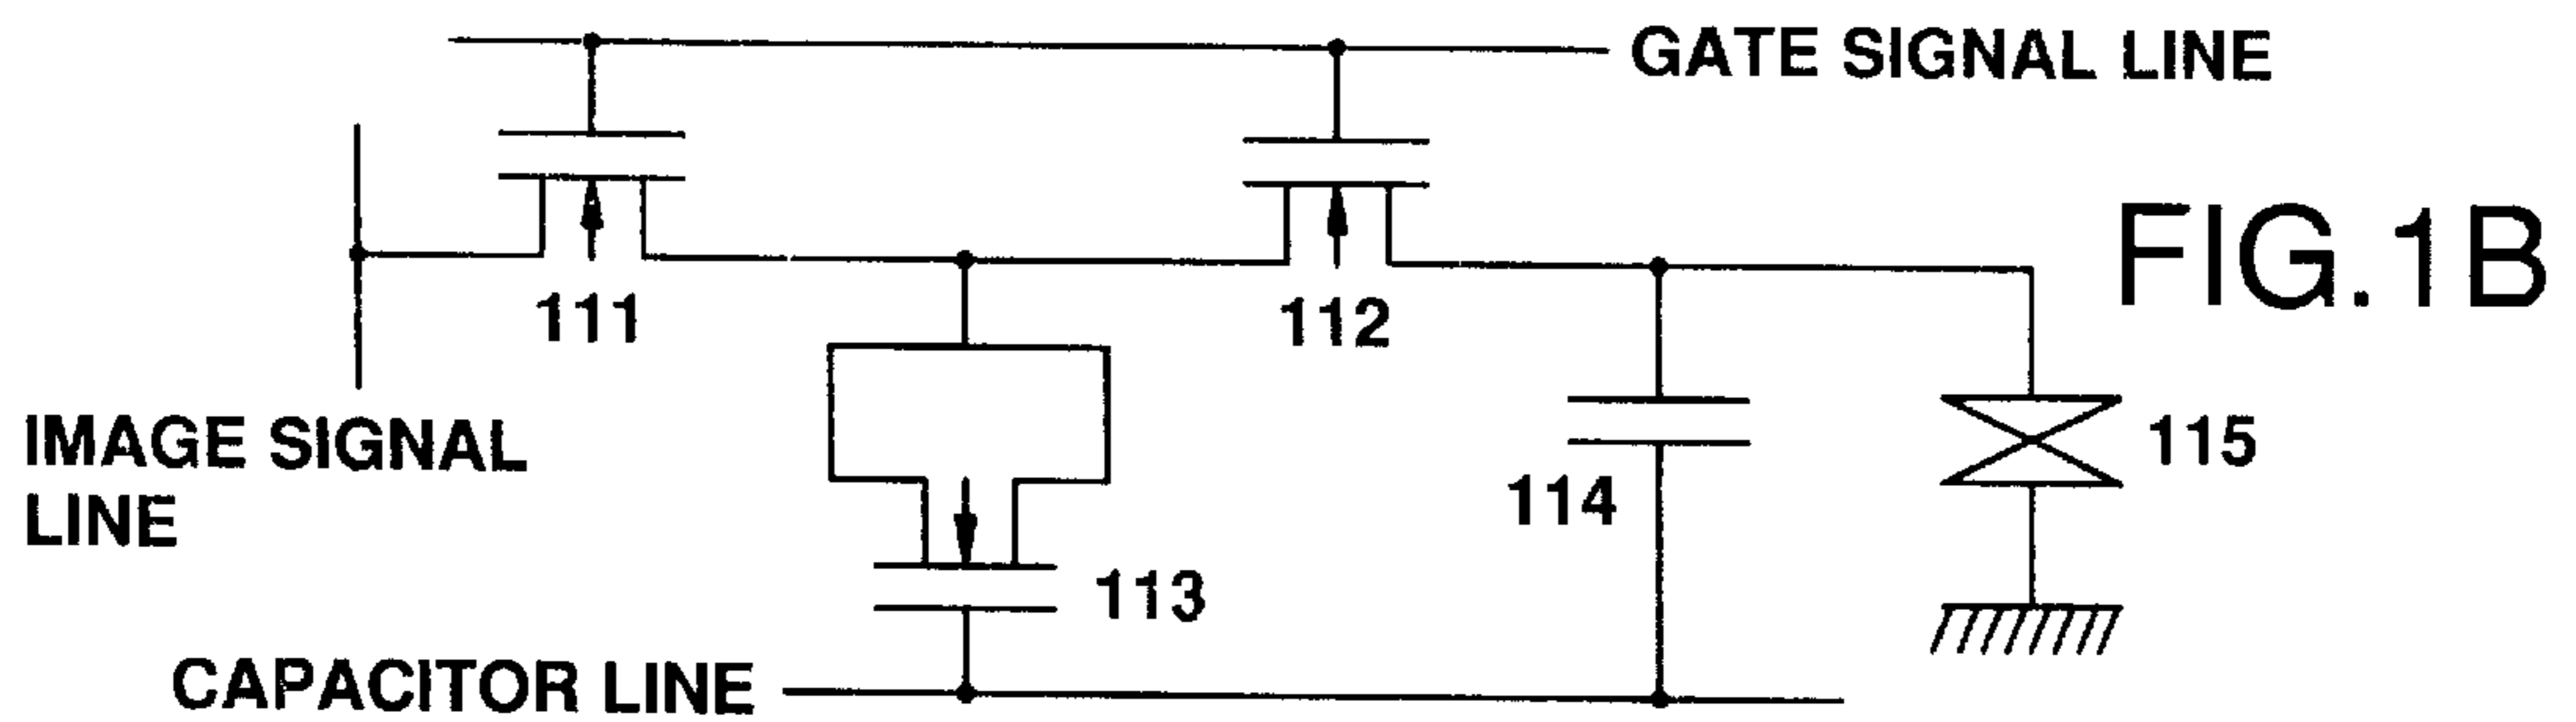 GATE SIGNAL LINE
FIG.1B
111
112
IMAGE SIGNAL
LINE
115
114
113
CAPACITOR LINE